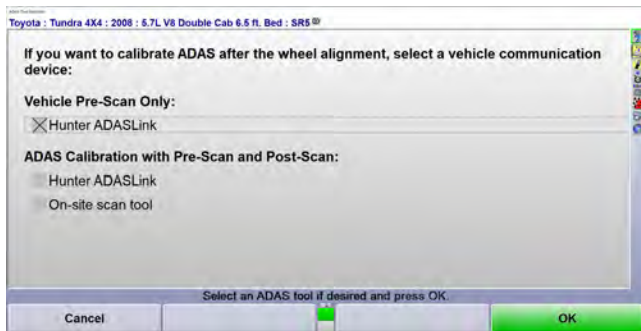 Toyota : Tundra 4X4 : 2008 : 5.7L V8 Double Cab 6.5 ft. Bed : SR5
If you want to calibrate ADAS after the wheel alignment, select a vehicle communication
device:
Vehicle Pre-Scan Only:
Hunter ADASLink
ADAS Calibration with Pre-Scan and Post-Scan:
Hunter ADASLink
On-site scan tool
Select an ADAS tool if desired and press OK.
Cancel
OK